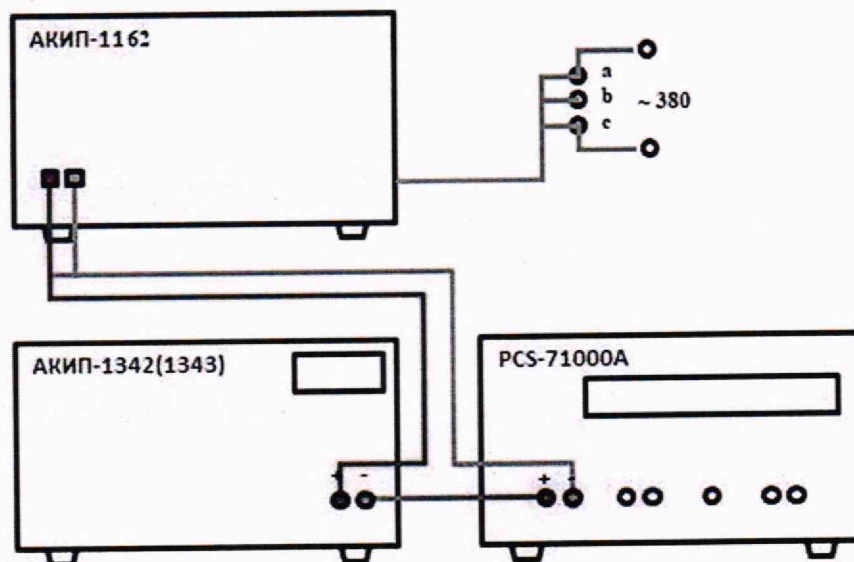 АКИП-1162
a
b
~ 380
c
АКИП-1342(1343)
PCS-71000A
+ -
+ -